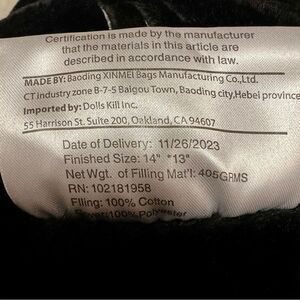 Certification is made by the manufacturer
that the materials in this article are
described in accordance with law.
MADE BY: Baoding XINMEI Bags Manufacturing Co.,Ltd.
CT industry zone B-7-5 Baigou Town, Baoding city, Hebei province
Imported by: Dolls Kill Inc.
55 Harrison St. Suite 200, Oakland, CA 94607
Date of Delivery: 11/26/2023
Finished Size: 14" *13"
Net Wgt. of Filling Mat'l: 405GRMS
RN: 102181958
FIling: 100% Cotton
Cover: 100% Polyester